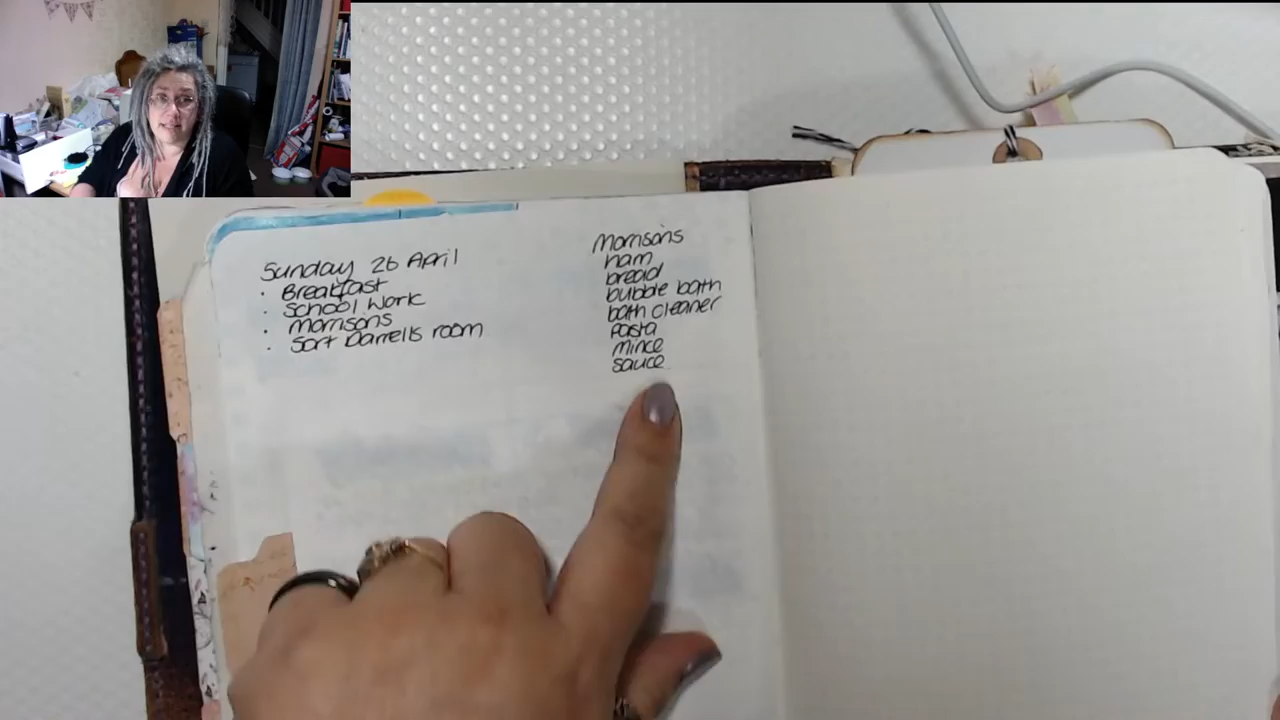 Sunday 26 April
· Breakfast
· School Work
· Morrisons
· Sort Darrells room
Morrisons
ham
bread
bubble bath
bath cleaner
pasta
mince
sauce